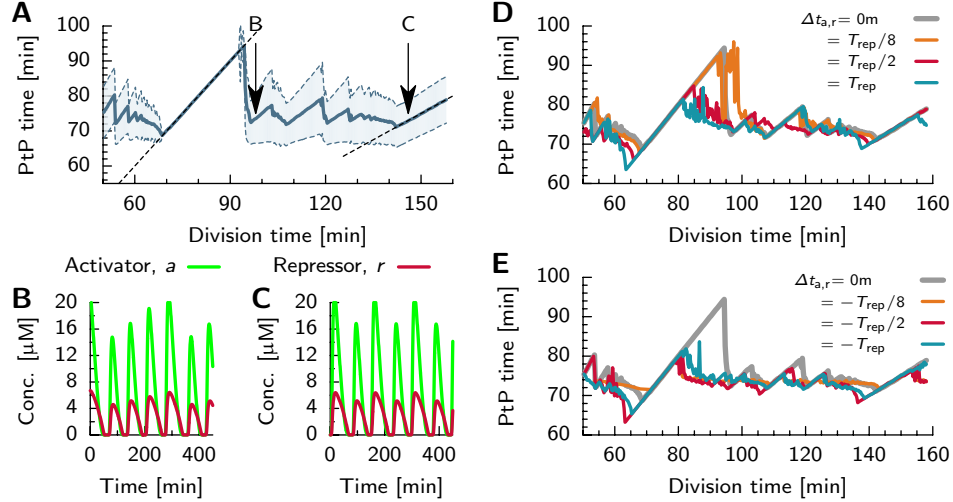 A
PtP time [min]
100
90
80
70
60
B
C
60 90 120 150
Division time [min]
Activator, a
Repressor, r
B
Conc. [μM]
20
16
12
8
4
0
0 200 400
Time [min]
C
20
16
12
8
4
0
0 200 400
Time [min]
D
PtP time [min]
100
90
80
70
60
Δt_a,r = 0m
= T_rep/8
= T_rep/2
= T_rep
60 80 100 120 140 160
Division time [min]
E
PtP time [min]
100
90
80
70
60
Δt_a,r = 0m
= −T_rep/8
= −T_rep/2
= −T_rep
60 80 100 120 140 160
Division time [min]